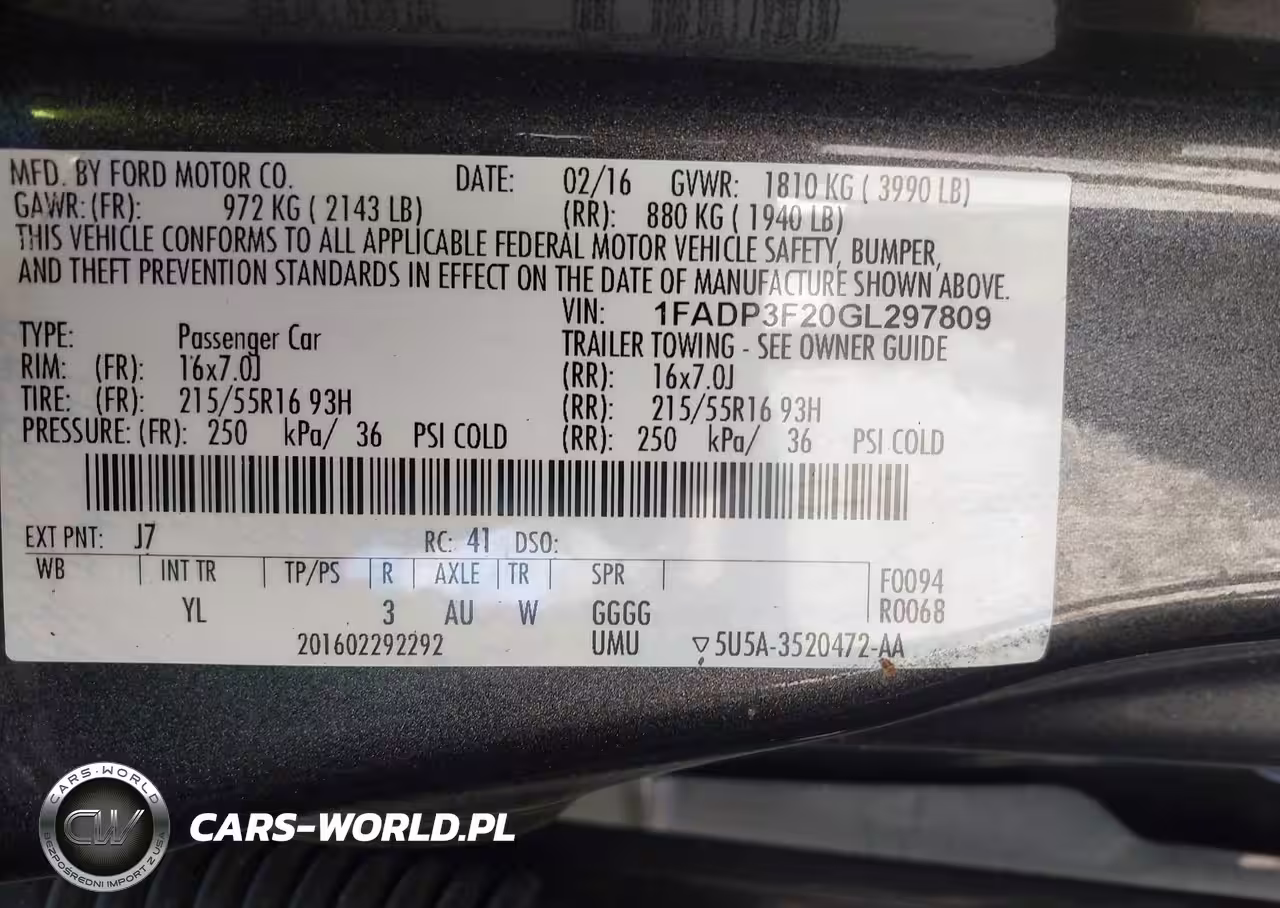 MFD. BY FORD MOTOR CO. DATE: 02/16 GVWR: 1810 KG ( 3990 LB)
GAWR: (FR): 972 KG ( 2143 LB) (RR): 880 KG ( 1940 LB)
THIS VEHICLE CONFORMS TO ALL APPLICABLE FEDERAL MOTOR VEHICLE SAFETY, BUMPER,
AND THEFT PREVENTION STANDARDS IN EFFECT ON THE DATE OF MANUFACTURE SHOWN ABOVE.
VIN: 1FADP3F20GL297809
TYPE: Passenger Car TRAILER TOWING - SEE OWNER GUIDE
RIM: (FR): 16x7.0J (RR): 16x7.0J
TIRE: (FR): 215/55R16 93H (RR): 215/55R16 93H
PRESSURE: (FR): 250 kPa/ 36 PSI COLD (RR): 250 kPa/ 36 PSI COLD
EXT PNT: J7 RC: 41 DSO:
WB INT TR TP/PS R AXLE TR SPR F0094
YL 3 AU W GGGG R0068
201602292292 UMU ▽5U5A-3520472-AA
CARS-WORLD
CW
BEZPOŚREDNI IMPORT Z USA
CARS-WORLD.PL